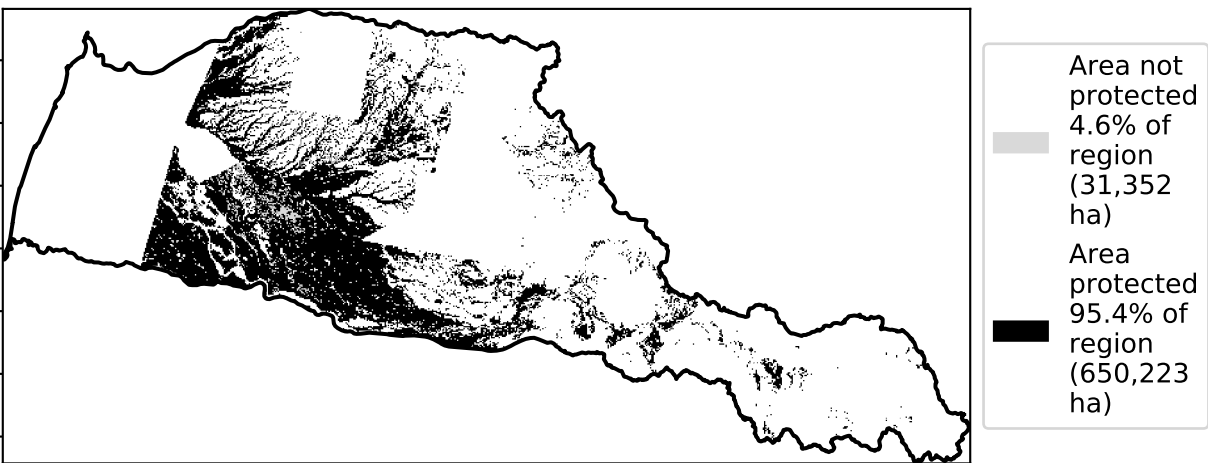 Area not
protected
4.6% of
region
(31,352
ha)
Area
protected
95.4% of
region
(650,223
ha)